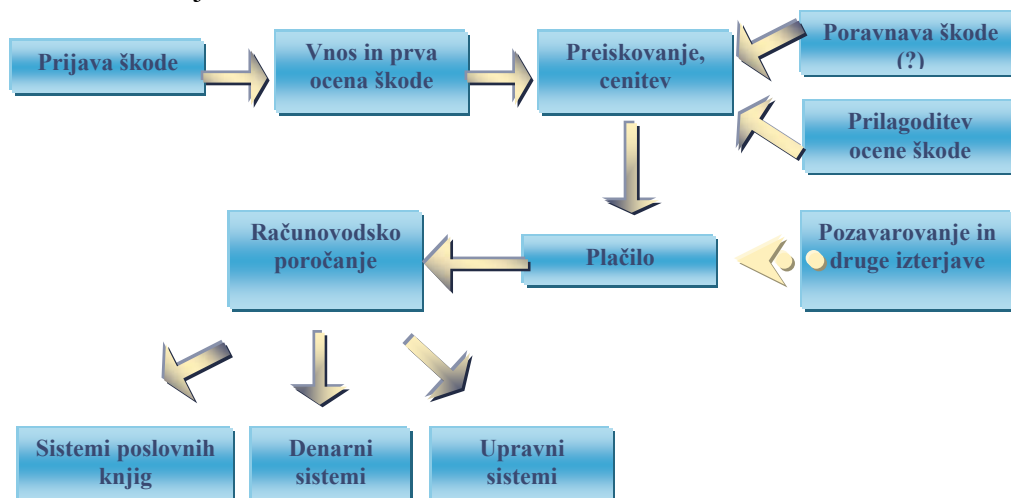 Prijava škode
Vnos in prva
ocena škode
Preiskovanje,
cenitev
Poravnava škode
(?)
Prilagoditev
ocene škode
Računovodsko
poročanje
Plačilo
Pozavarovanje in
druge izterjave
Sistemi poslovnih
knjig
Denarni
sistemi
Upravni
sistemi